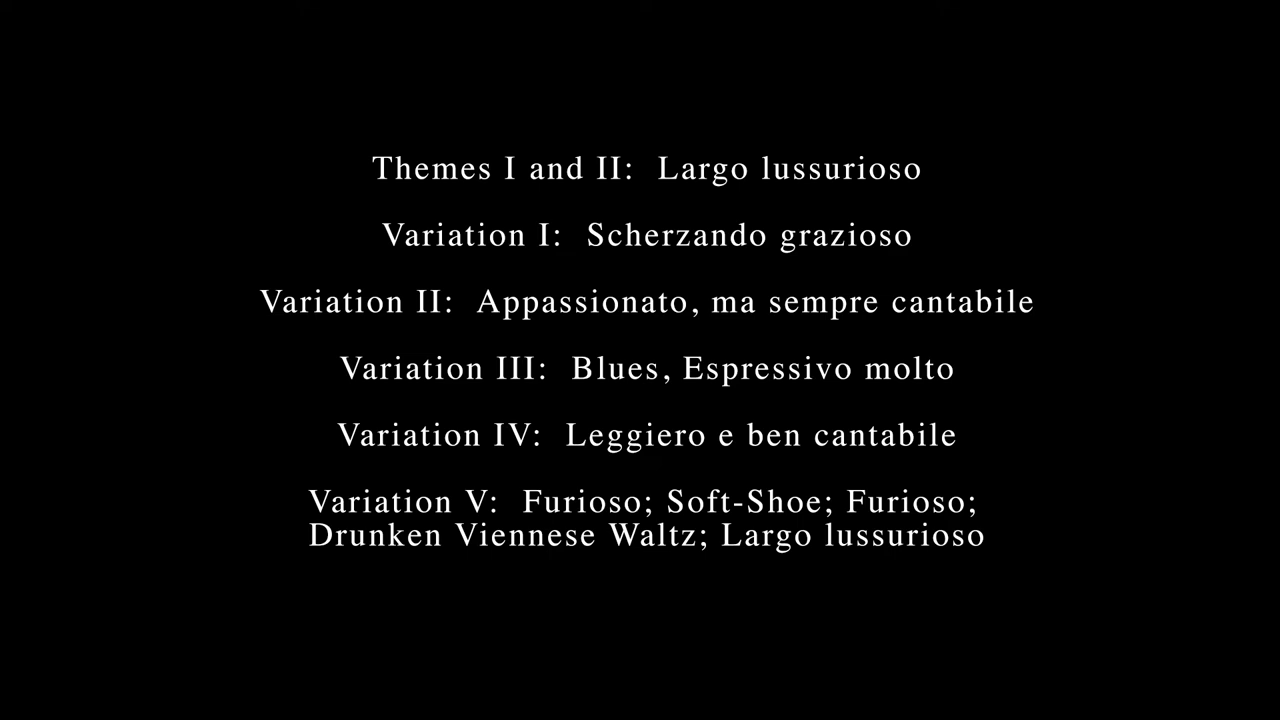 Themes I and II: Largo lussurioso
Variation I: Scherzando grazioso
Variation II: Appassionato, ma sempre cantabile
Variation III: Blues, Espressivo molto
Variation IV: Leggiero e ben cantabile
Variation V: Furioso; Soft-Shoe; Furioso;
Drunken Viennese Waltz; Largo lussurioso